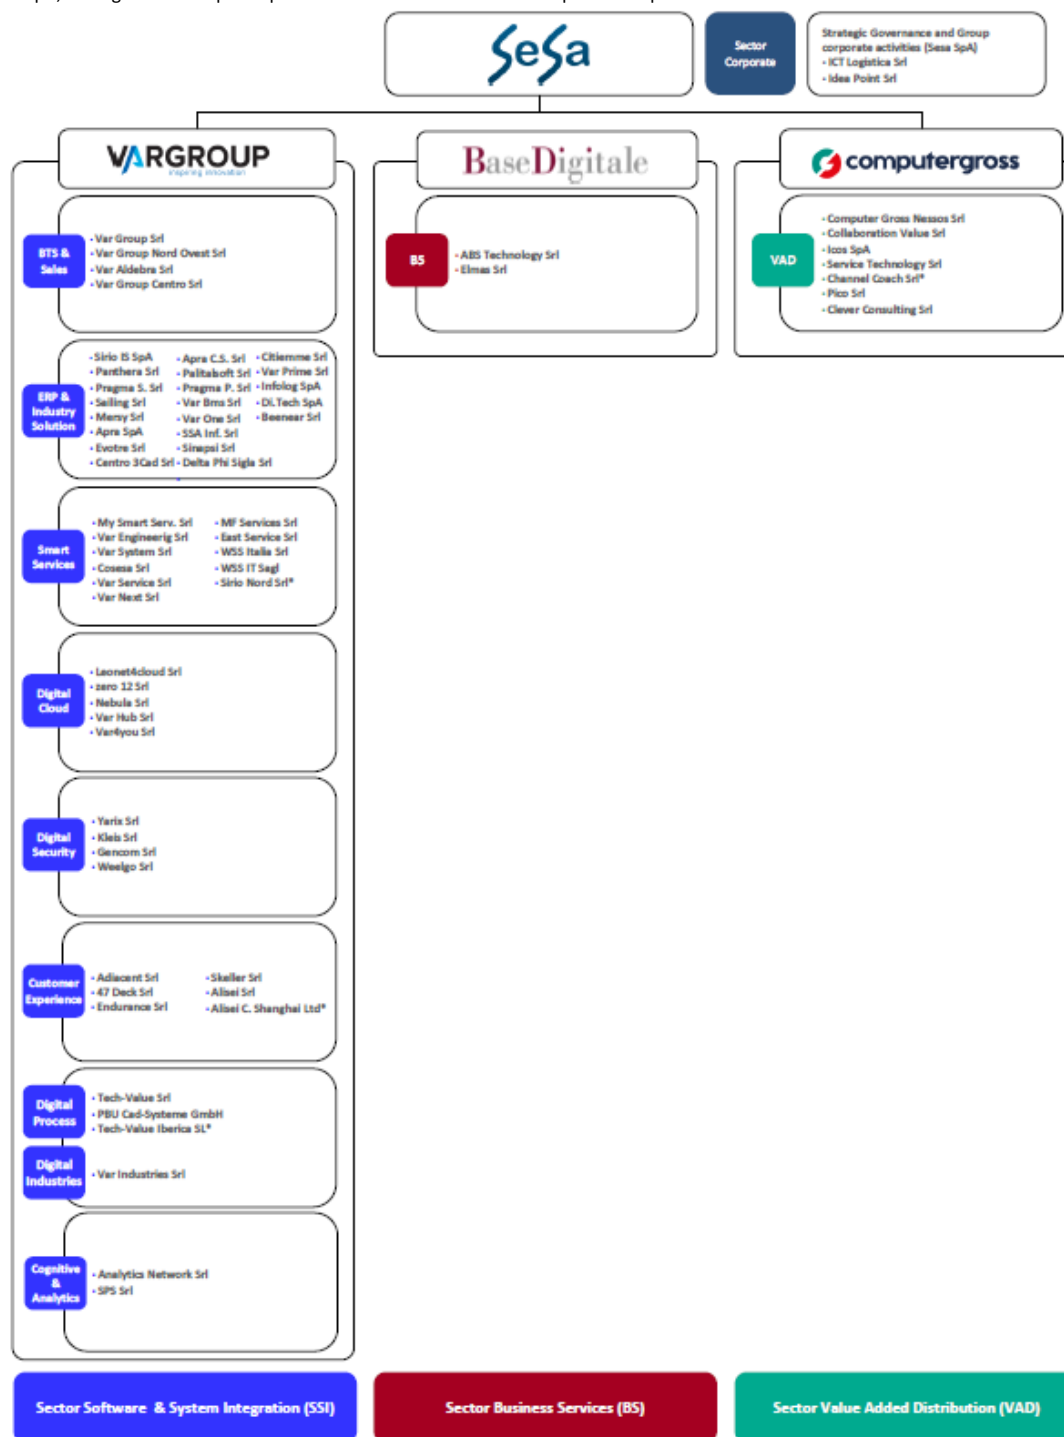 SeSa
Sector
Corporate
Strategic Governance and Group
corporate activities (Sesa SpA)
- ICT Logistica Srl
- Idea Point Srl
VARGROUP
Inspiring Innovation
BaseDigitale
computergross
BTS &
Sales
• Var Group Srl
• Var Group Nord Ovest Srl
• Var Aldebra Srl
• Var Group Centro Srl
BS
- ABS Technology Srl
- Elmas Srl
VAD
- Computer Gross Nessos Srl
- Collaboration Value Srl
- Icos SpA
- Service Technology Srl
- Channel Coach Srl*
- Pico Srl
- Clever Consulting Srl
ERP &
Industry
Solution
• Sirio IS SpA
• Panthera Srl
• Pragma S. Srl
• Sailing Srl
• Mersy Srl
• Apra SpA
• Evotre Srl
• Centro 3Cad Srl
• Apra C.S. Srl
• Palitalsoft Srl
• Pragma P. Srl
• Var Bms Srl
• Var One Srl
• SSA Inf. Srl
• Sinapsi Srl
• Delta Phi Sigla Srl
• Citiemme Srl
• Var Prime Srl
• Infolog SpA
• Di.Tech SpA
• Beenear Srl
Smart
Services
• My Smart Serv. Srl
• Var Engineerig Srl
• Var System Srl
• Cosesa Srl
• Var Service Srl
• Var Next Srl
• MF Services Srl
• East Service Srl
• WSS Italia Srl
• WSS IT Sagl
• Sirio Nord Srl*
Digital
Cloud
• Leonet4cloud Srl
• zero 12 Srl
• Nebula Srl
• Var Hub Srl
• Var4you Srl
Digital
Security
• Yarix Srl
• Kleis Srl
• Gencom Srl
• Weelgo Srl
Customer
Experience
• Adiacent Srl
• 47 Deck Srl
• Endurance Srl
• Skeller Srl
• Alisei Srl
• Alisei C. Shanghai Ltd*
Digital
Process
• Tech-Value Srl
• PBU Cad-Systeme GmbH
• Tech-Value Iberica SL*
Digital
Industries
• Var Industries Srl
Cognitive
&
Analytics
• Analytics Network Srl
• SPS Srl
Sector Software & System Integration (SSI)
Sector Business Services (BS)
Sector Value Added Distribution (VAD)